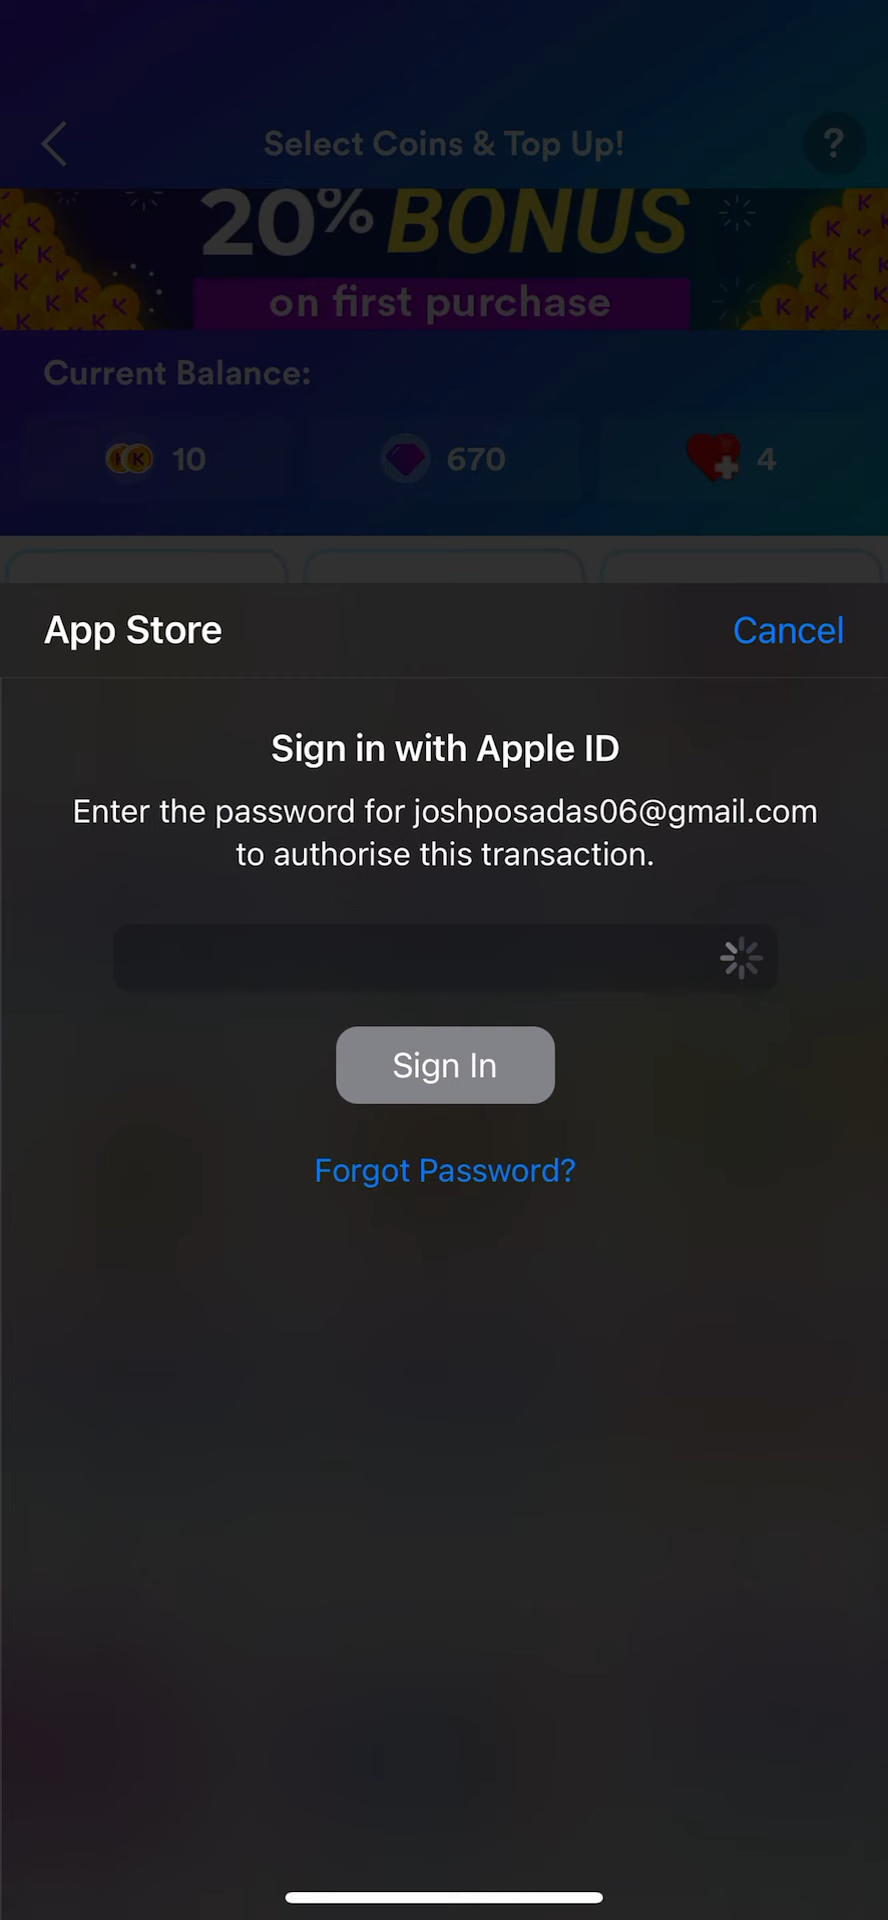 Select Coins & Top Up!
?
20% BONUS
on first purchase
Current Balance:
10
670
4
App Store
Cancel
Sign in with Apple ID
Enter the password for joshposadas06@gmail.com
to authorise this transaction.
Sign In
Forgot Password?